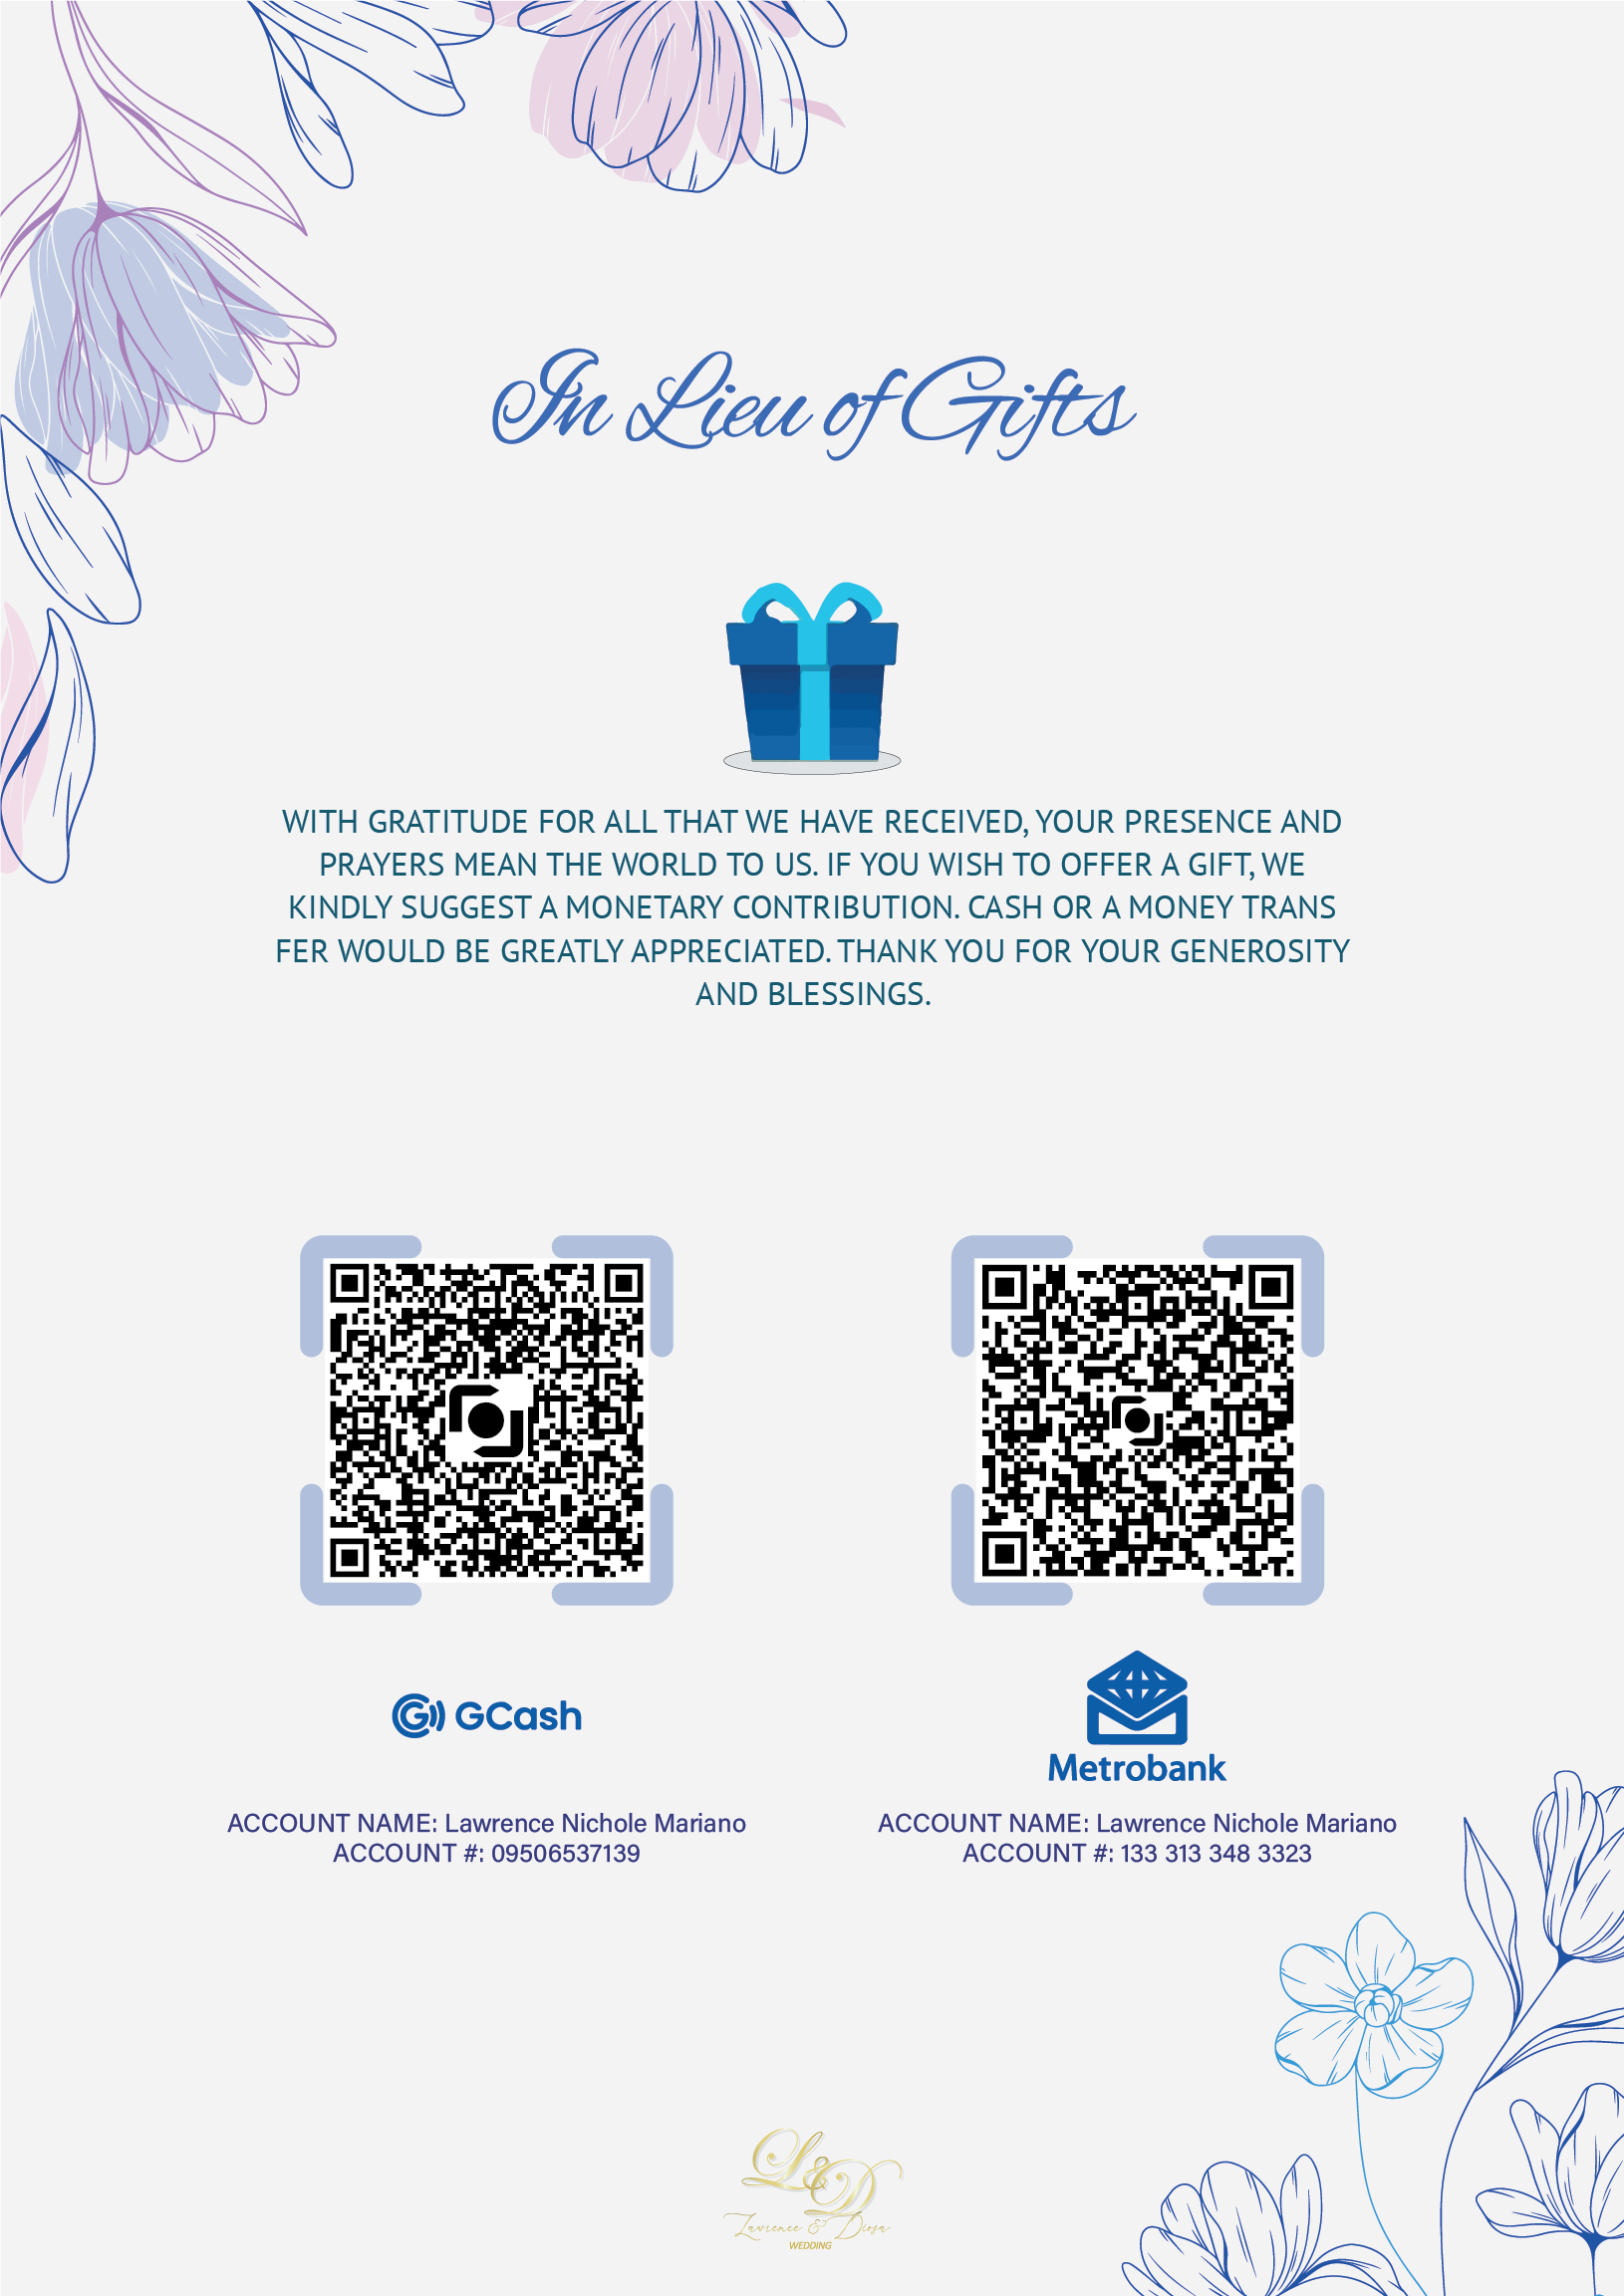 In Lieu of Gifts
WITH GRATITUDE FOR ALL THAT WE HAVE RECEIVED, YOUR PRESENCE AND
PRAYERS MEAN THE WORLD TO US. IF YOU WISH TO OFFER A GIFT, WE
KINDLY SUGGEST A MONETARY CONTRIBUTION. CASH OR A MONEY TRANS
FER WOULD BE GREATLY APPRECIATED. THANK YOU FOR YOUR GENEROSITY
AND BLESSINGS.
GCash
ACCOUNT NAME: Lawrence Nichole Mariano
ACCOUNT #: 09506537139
Metrobank
ACCOUNT NAME: Lawrence Nichole Mariano
ACCOUNT #: 133 313 348 3323
L&D
Lawrence & Diosa
WEDDING